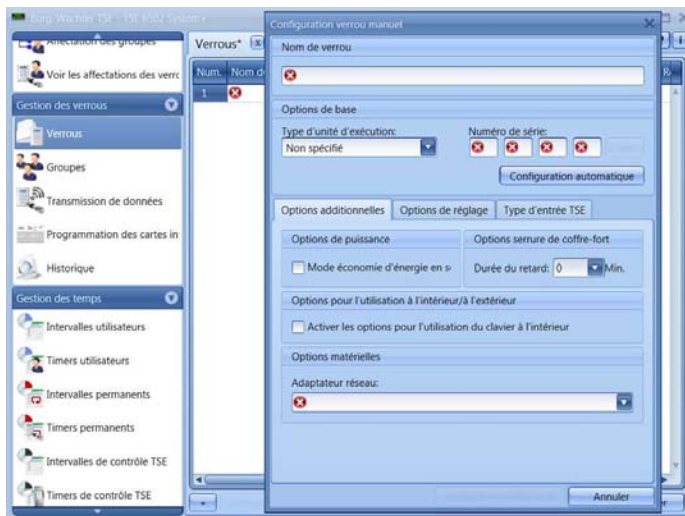 Burg-Wächter TSE - TSE 6502 System+
Affectation des groupes
Voir les affectations des verro
Gestion des verrous
Verrous
Groupes
Transmission de données
Programmation des cartes in
Historique
Gestion des temps
Intervalles utilisateurs
Timers utilisateurs
Intervalles permanents
Timers permanents
Intervalles de contrôle TSE
Timers de contrôle TSE
Verrous*
Num. Nom d
1
Configuration verrou manuel
Nom de verrou
Options de base
Type d'unité d'exécution:
Numéro de série:
Non spécifié
Configuration automatique
Options additionnelles
Options de réglage
Type d'entrée TSE
Options de puissance
Options serrure de coffre-fort
Mode économie d'énergie en s
Durée du retard: 0 Min.
Options pour l'utilisation à l'intérieur/à l'extérieur
Activer les options pour l'utilisation du clavier à l'intérieur
Options matérielles
Adaptateur réseau:
Annuler